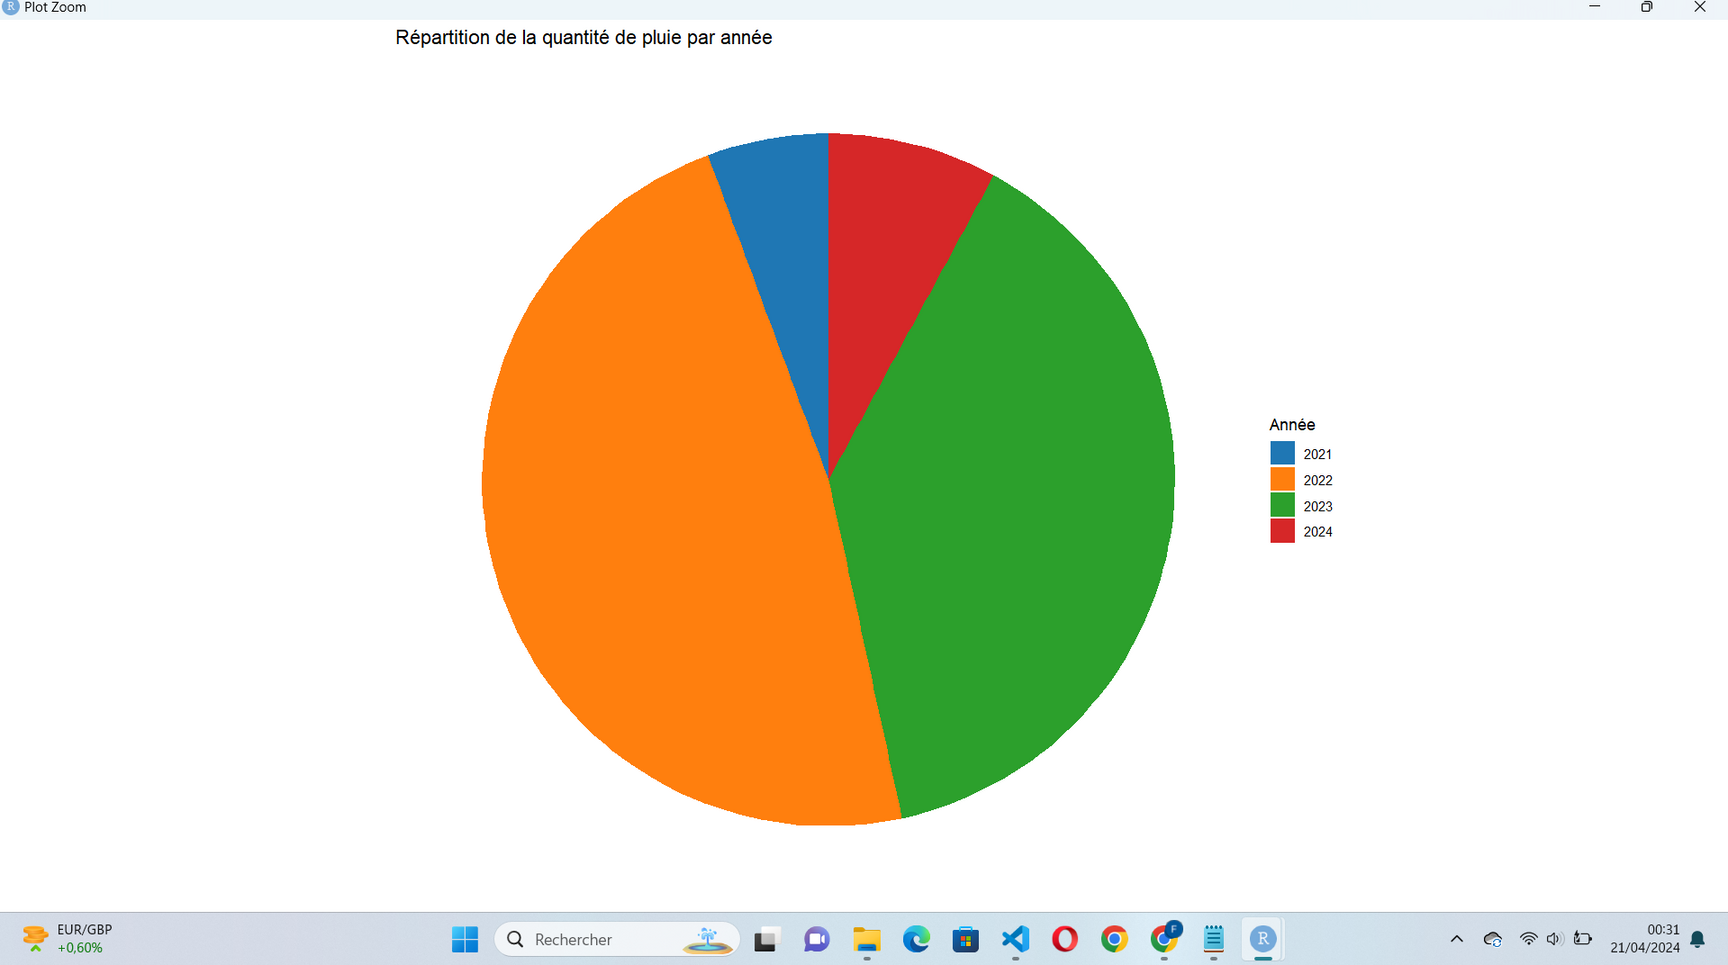 R Plot Zoom
Répartition de la quantité de pluie par année
Année
2021
2022
2023
2024
EUR/GBP
+0,60%
Rechercher
F
R
00:31
21/04/2024